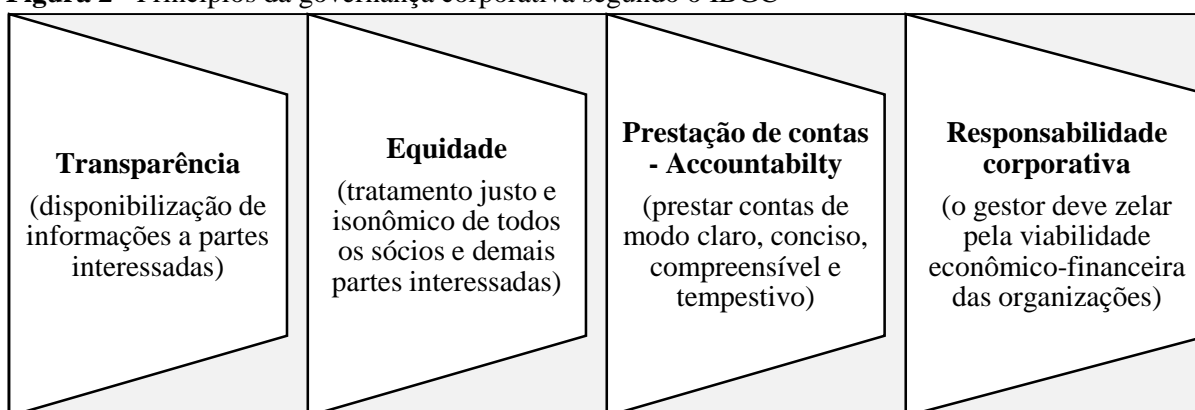 Figura 2 - Princípios da governança corporativa segundo o IBGC
Transparência
(disponibilização de
informações a partes
interessadas)
Equidade
(tratamento justo e
isonômico de todos
os sócios e demais
partes interessadas)
Prestação de contas
- Accountabilty
(prestar contas de
modo claro, conciso,
compreensível e
tempestivo)
Responsabilidade
corporativa
(o gestor deve zelar
pela viabilidade
econômico-financeira
das organizações)